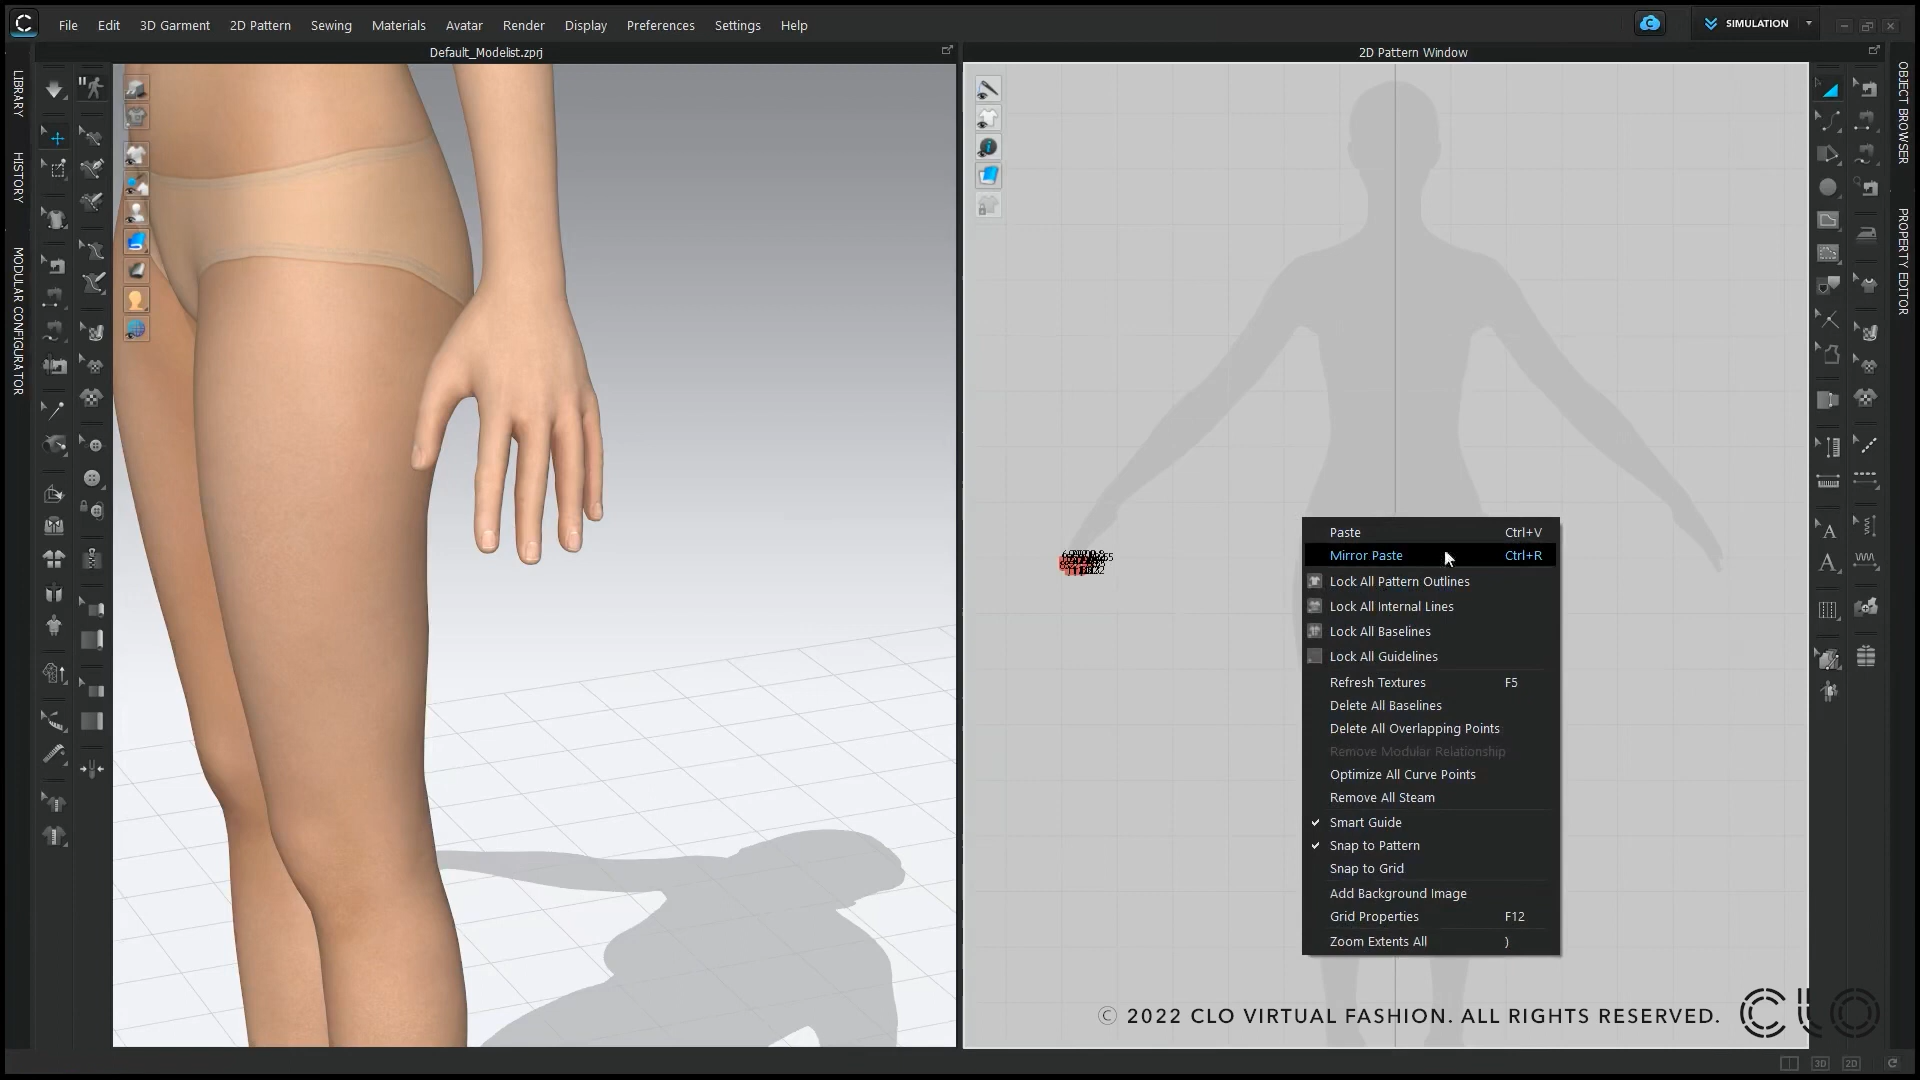 File Edit 3D Garment 2D Pattern Sewing Materials Avatar Render Display Preferences Settings Help
SIMULATION
Default_Modelist.zprj
2D Pattern Window
LIBRARY
HISTORY
MODULAR CONFIGURATOR
OBJECT BROWSER
PROPERTY EDITOR
Paste Ctrl+V
Mirror Paste Ctrl+R
Lock All Pattern Outlines
Lock All Internal Lines
Lock All Baselines
Lock All Guidelines
Refresh Textures F5
Delete All Baselines
Delete All Overlapping Points
Remove Modular Relationship
Optimize All Curve Points
Remove All Steam
Smart Guide
Snap to Pattern
Snap to Grid
Add Background Image
Grid Properties F12
Zoom Extents All )
© 2022 CLO VIRTUAL FASHION. ALL RIGHTS RESERVED.
CLO
3D 2D